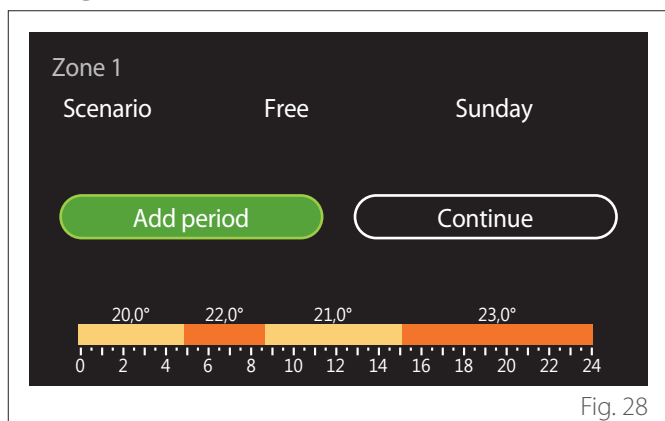 Zone 1
Scenario Free Sunday
Add period Continue
20,0° 22,0° 21,0° 23,0°
0 2 4 6 8 10 12 14 16 18 20 22 24
Fig. 28